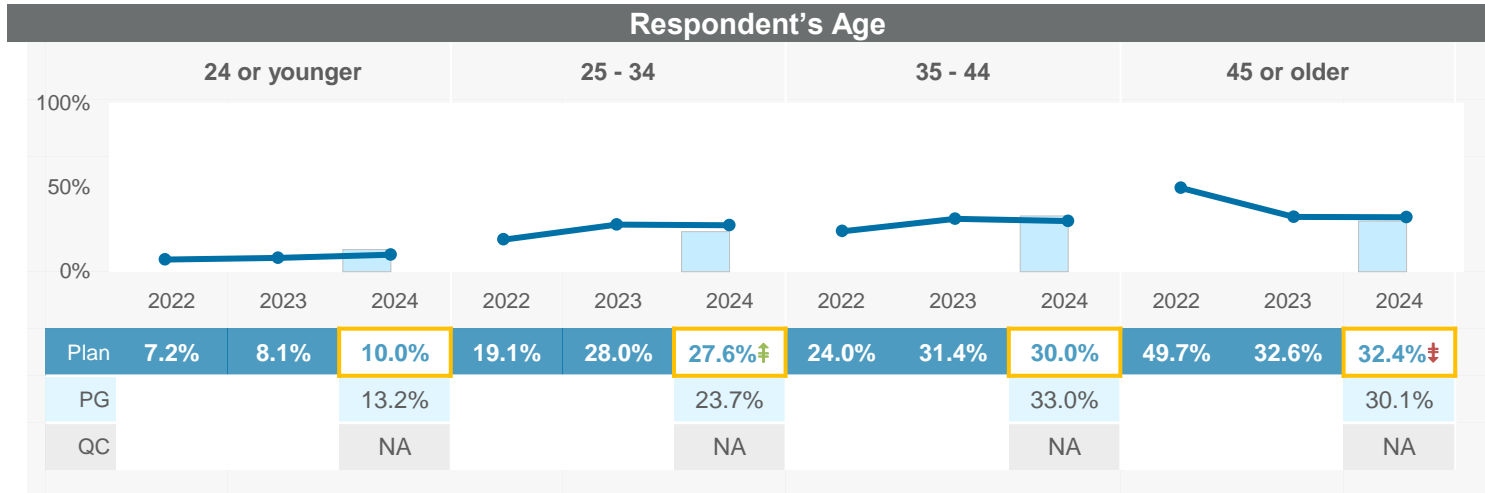 Respondent’s Age
24 or younger 25 - 34 35 - 44 45 or older
100%
50%
0%
2022 2023 2024 2022 2023 2024 2022 2023 2024 2022 2023 2024
Plan 7.2% 8.1% 10.0% 19.1% 28.0% 27.6%⯭ 24.0% 31.4% 30.0% 49.7% 32.6% 32.4%⯯
PG 13.2% 23.7% 33.0% 30.1%
QC NA NA NA NA